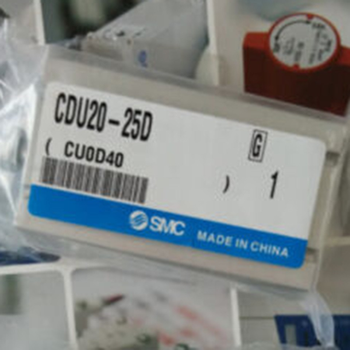 CDU20-25D
G
( CU0D40
) 1
SMC MADE IN CHINA